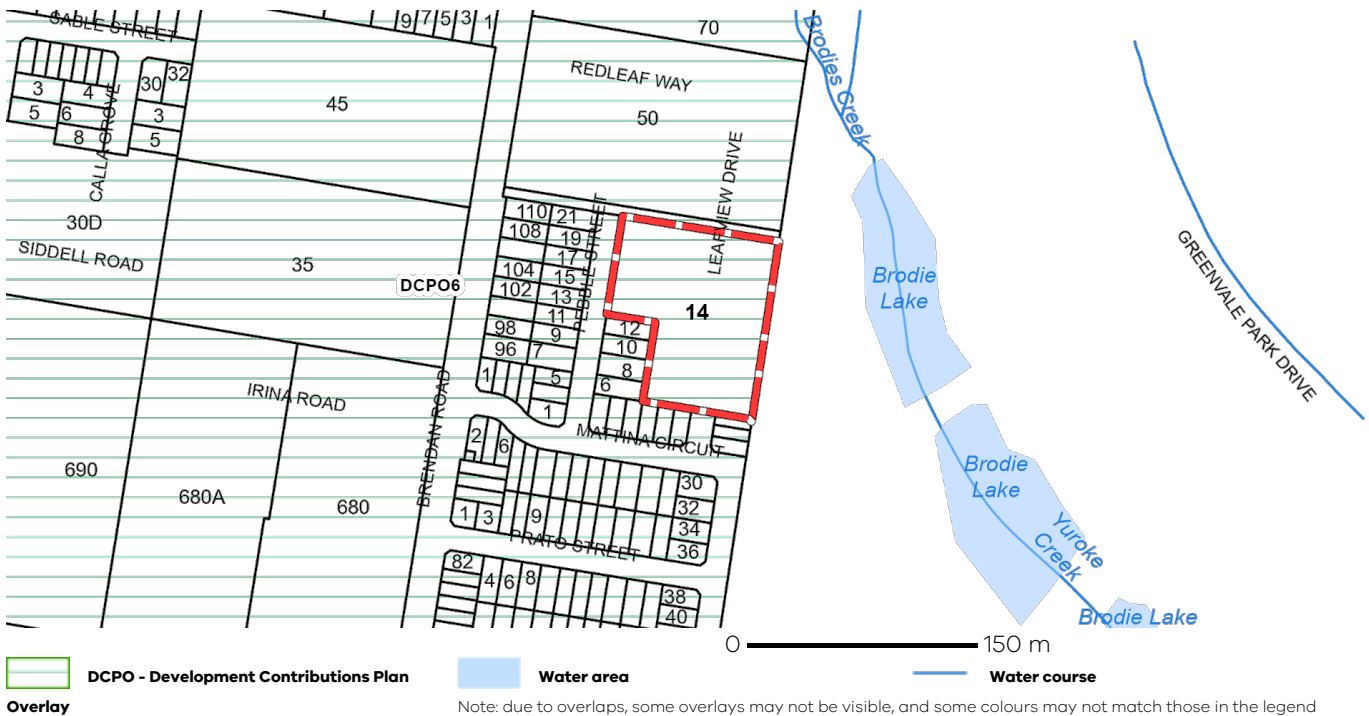 SABLE STREET
9 7 5 3 1
70
Brodies Creek
REDLEAF WAY
32
30
3
4
45
50
5
6
3
8
5
CALLA GROVE
LEAFVIEW DRIVE
GREENVALE PARK DRIVE
30D
SIDDELL ROAD
35
DCPO6
110
21
108
19
17
104
15
102
13
11
98
9
96
7
1
5
1
PEBBLE STREET
14
12
10
8
6
Brodie
Lake
IRINA ROAD
BRENDAN ROAD
MATTINA CIRCUIT
2
6
690
680A
680
30
32
34
36
1
3
9
PRATO STREET
Brodie
Lake
Yuroke
Creek
82
4
6
8
38
40
Brodie Lake
0
150 m
DCPO - Development Contributions Plan
Overlay
Water area
Water course
Note: due to overlaps, some overlays may not be visible, and some colours may not match those in the legend